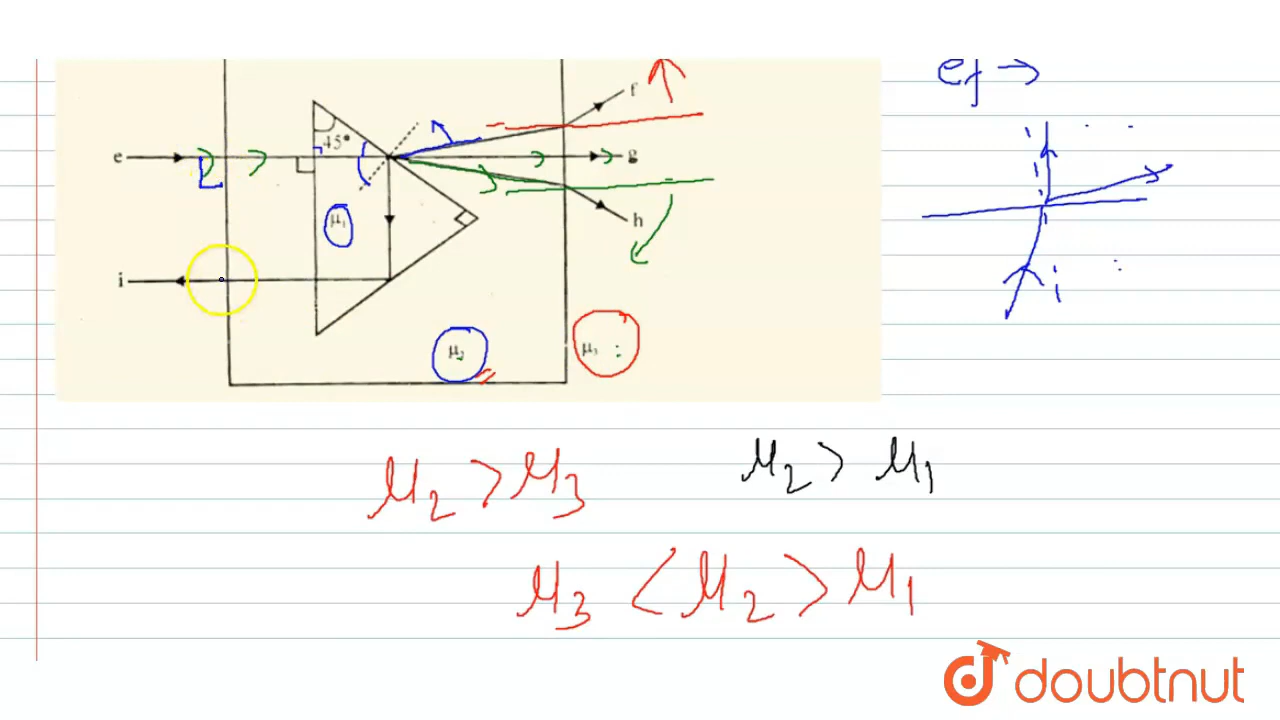 ef →
f
45°
e
g
μ₁
h
i
i
μ₂
μ₃ :
μ₂ > μ₃
μ₂ > μ₁
μ₃ < μ₂ > μ₁
doubtnut